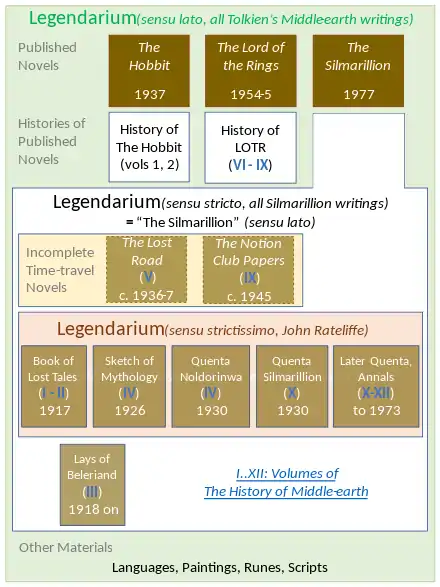 Legendarium(sensu lato, all Tolkien's Middleearth writings)
Published
Novels
The
Hobbit
1937
The Lord of
the Rings
1954-5
The
Silmarillion
1977
Histories of
Published
Novels
History of
The Hobbit
(vols 1, 2)
History of
LOTR
(VI - IX)
Legendarium(sensu stricto, all Silmarillion writings)
= “The Silmarillion” (sensu lato)
Incomplete
Time-travel
Novels
The Lost
Road
(V)
c. 1936-7
The Notion
Club Papers
(IX)
c. 1945
Legendarium(sensu strictissimo, John Rateliffe)
Book of
Lost Tales
(I - II)
1917
Sketch of
Mythology
(IV)
1926
Quenta
Noldorinwa
(IV)
1930
Quenta
Silmarillion
(X)
1930
Later Quenta,
Annals
(X-XII)
to 1973
Lays of
Beleriand
(III)
1918 on
I..XII: Volumes of
The History of Middle-earth
Other Materials
Languages, Paintings, Runes, Scripts